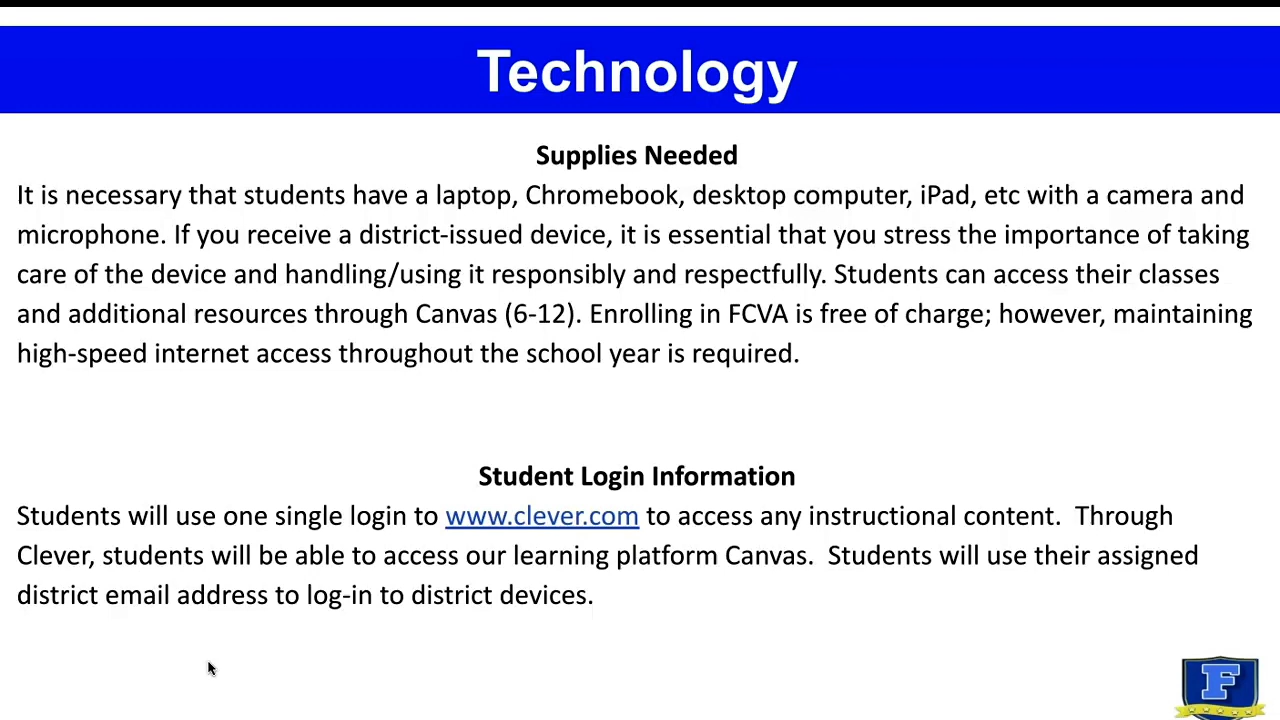 Technology
Supplies Needed
It is necessary that students have a laptop, Chromebook, desktop computer, iPad, etc with a camera and
microphone. If you receive a district-issued device, it is essential that you stress the importance of taking
care of the device and handling/using it responsibly and respectfully. Students can access their classes
and additional resources through Canvas (6-12). Enrolling in FCVA is free of charge; however, maintaining
high-speed internet access throughout the school year is required.
Student Login Information
Students will use one single login to www.clever.com to access any instructional content.  Through
Clever, students will be able to access our learning platform Canvas.  Students will use their assigned
district email address to log-in to district devices.
F